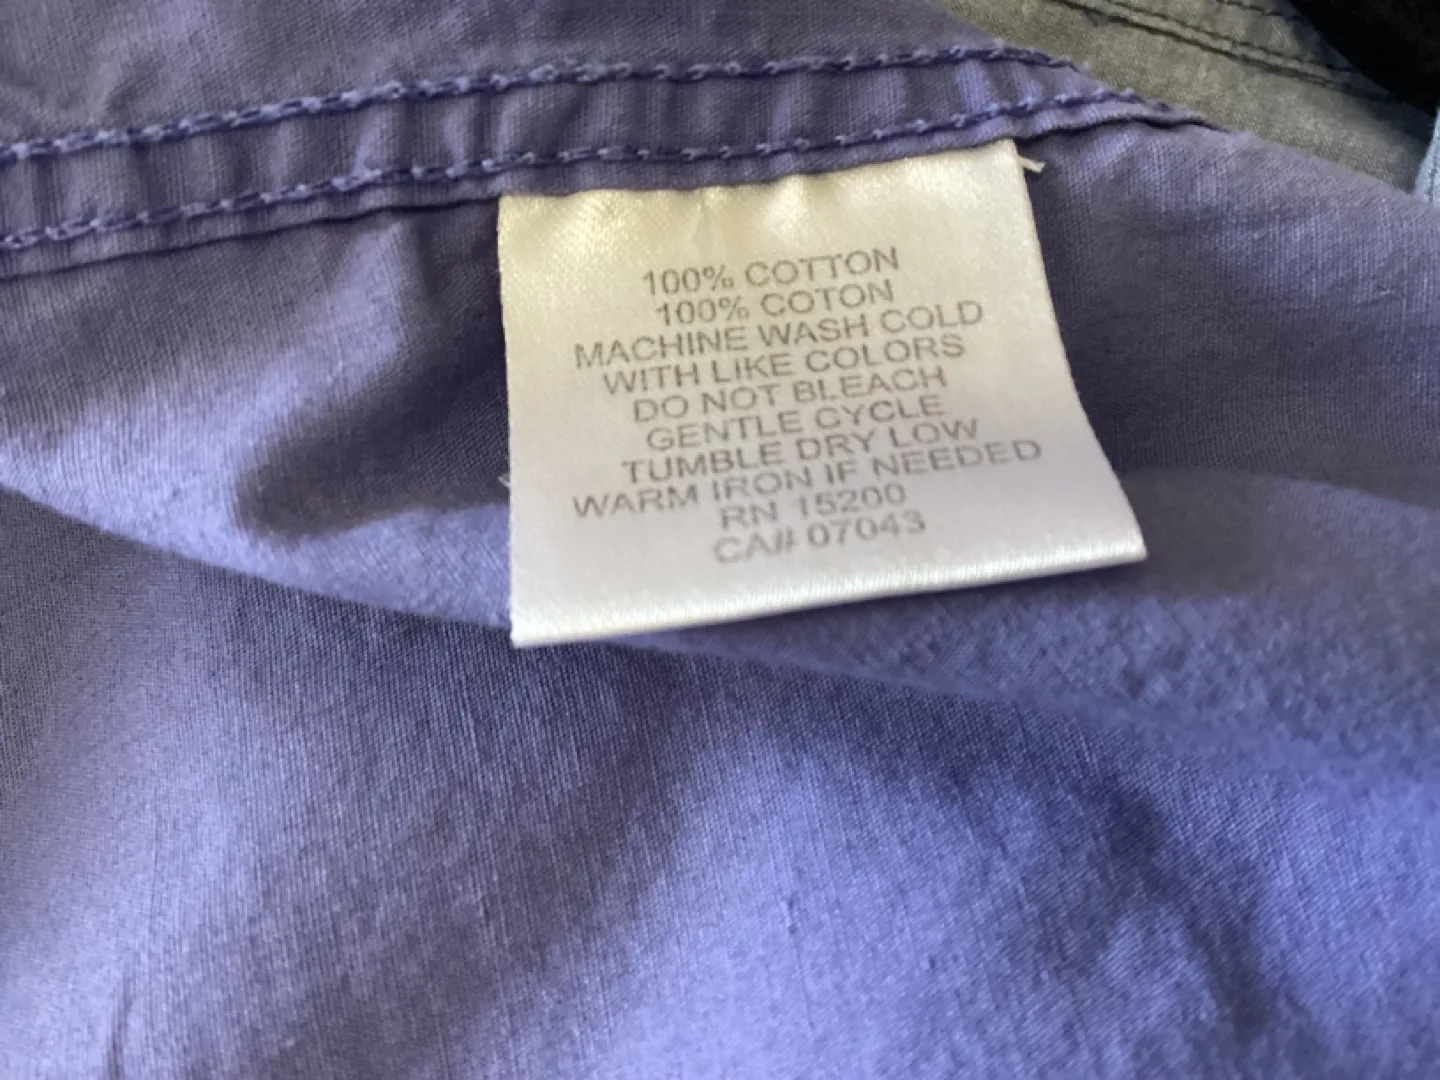 100% COTTON
100% COTON
MACHINE WASH COLD
WITH LIKE COLORS
DO NOT BLEACH
GENTLE CYCLE
TUMBLE DRY LOW
WARM IRON IF NEEDED
RN 15200
CA# 07043